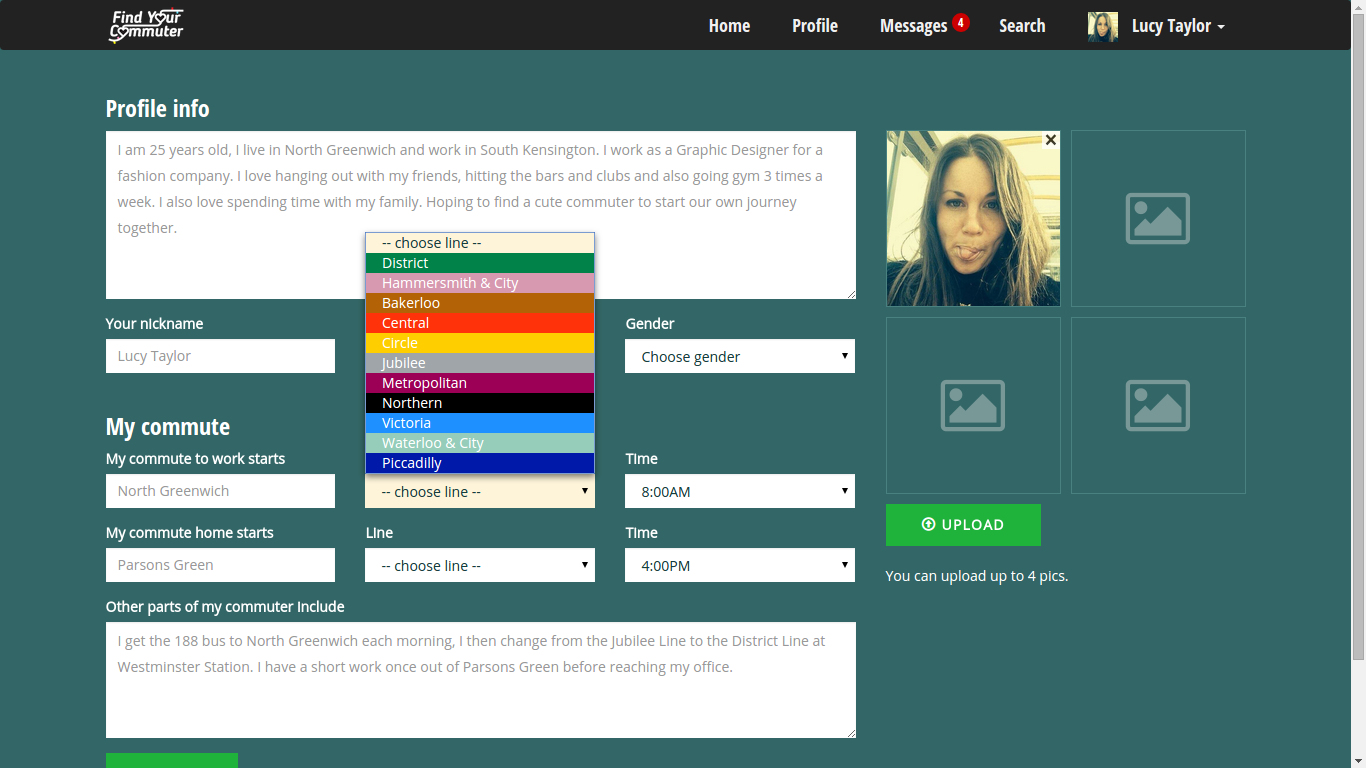 Find Your
Commuter
Home
Profile
Messages 4
Search
Lucy Taylor
Profile info
I am 25 years old, I live in North Greenwich and work in South Kensington. I work as a Graphic Designer for a
fashion company. I love hanging out with my friends, hitting the bars and clubs and also going gym 3 times a
week. I also love spending time with my family. Hoping to find a cute commuter to start our own journey
together.
-- choose line --
District
Hammersmith & City
Bakerloo
Central
Circle
Jubilee
Metropolitan
Northern
Victoria
Waterloo & City
Piccadilly
Your nickname
Gender
Lucy Taylor
Choose gender
My commute
My commute to work starts
Time
North Greenwich
-- choose line --
8:00AM
My commute home starts
Line
Time
Parsons Green
-- choose line --
4:00PM
Other parts of my commuter Include
I get the 188 bus to North Greenwich each morning, I then change from the Jubilee Line to the District Line at
Westminster Station. I have a short work once out of Parsons Green before reaching my office.
UPLOAD
You can upload up to 4 pics.